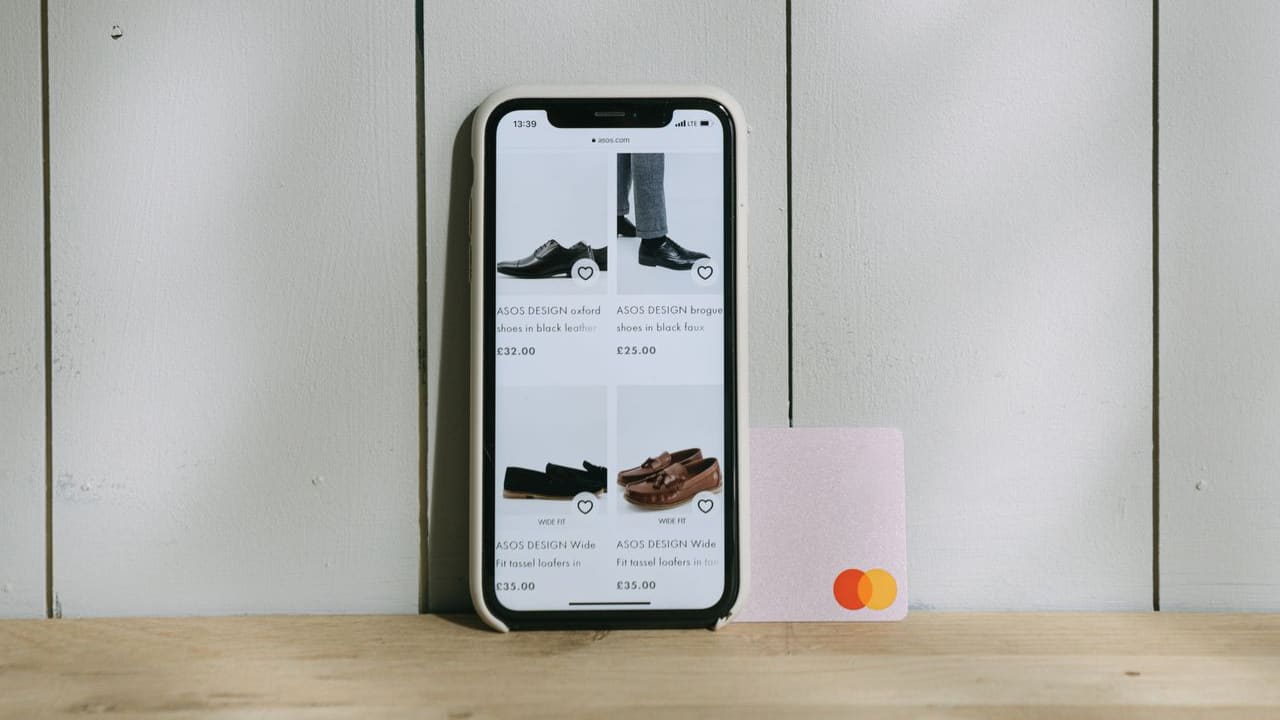 13:39
LTE
asos.com
ASOS DESIGN oxford
shoes in black leather
£32.00
ASOS DESIGN brogue
shoes in black faux
£25.00
WIDE FIT
ASOS DESIGN Wide
Fit tassel loafers in
£35.00
WIDE FIT
ASOS DESIGN Wide
Fit tassel loafers in tan
£35.00